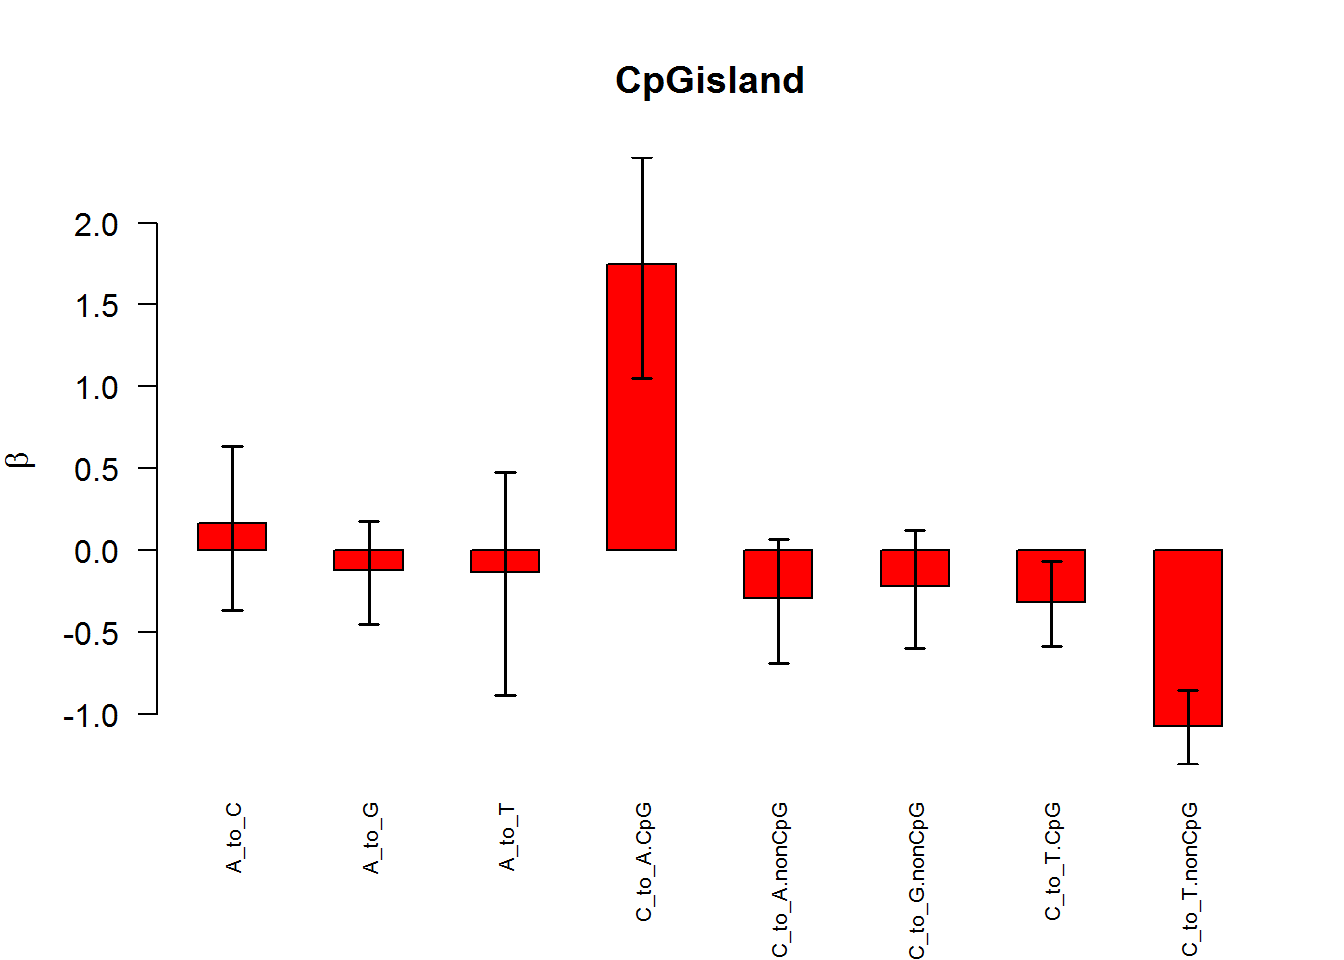 CpGisland
β
2.0
1.5
1.0
0.5
0.0
-0.5
-1.0
A_to_C
A_to_G
A_to_T
C_to_A.CpG
C_to_A.nonCpG
C_to_G.nonCpG
C_to_T.CpG
C_to_T.nonCpG